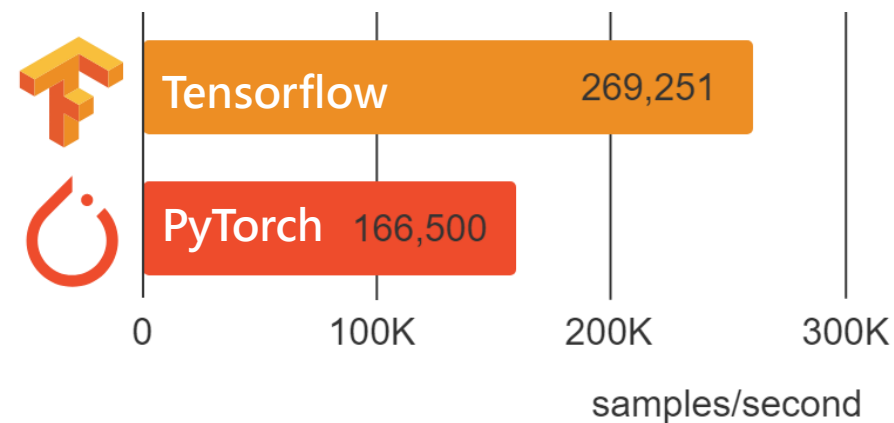 Tensorflow 269,251
PyTorch 166,500
0 100K 200K 300K
samples/second